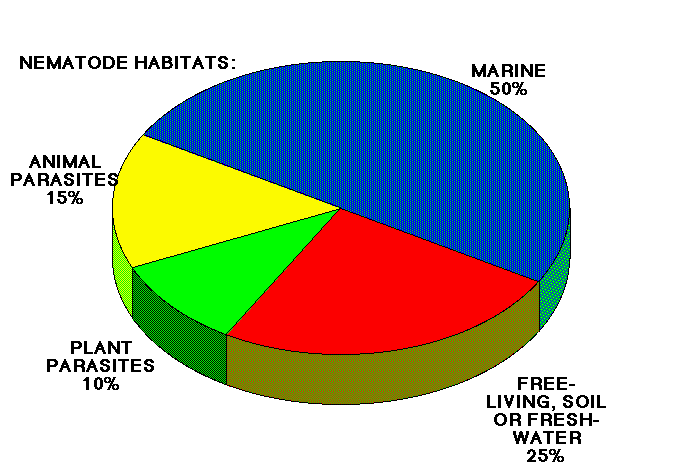 NEMATODE HABITATS:
MARINE
50%
ANIMAL
PARASITES
15%
PLANT
PARASITES
10%
FREE-
LIVING, SOIL
OR FRESH-
WATER
25%